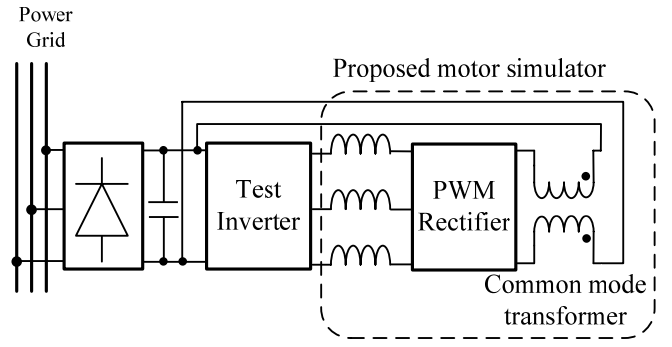 Power
Grid
Proposed motor simulator
Test
Inverter
PWM
Rectifier
Common mode
transformer